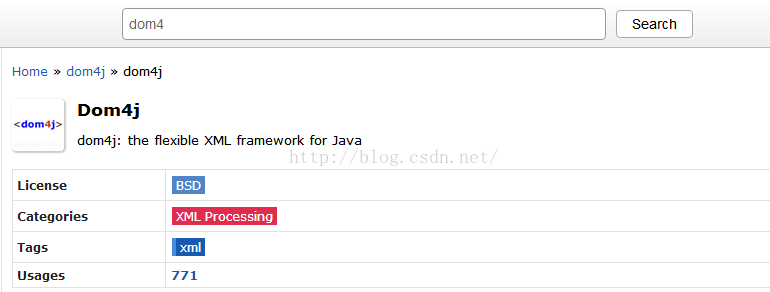 dom4
Search
Home » dom4j » dom4j
<dom4j>
Dom4j
dom4j: the flexible XML framework for Java
http://blog.csdn.net/
License BSD
Categories XML Processing
Tags xml
Usages 771